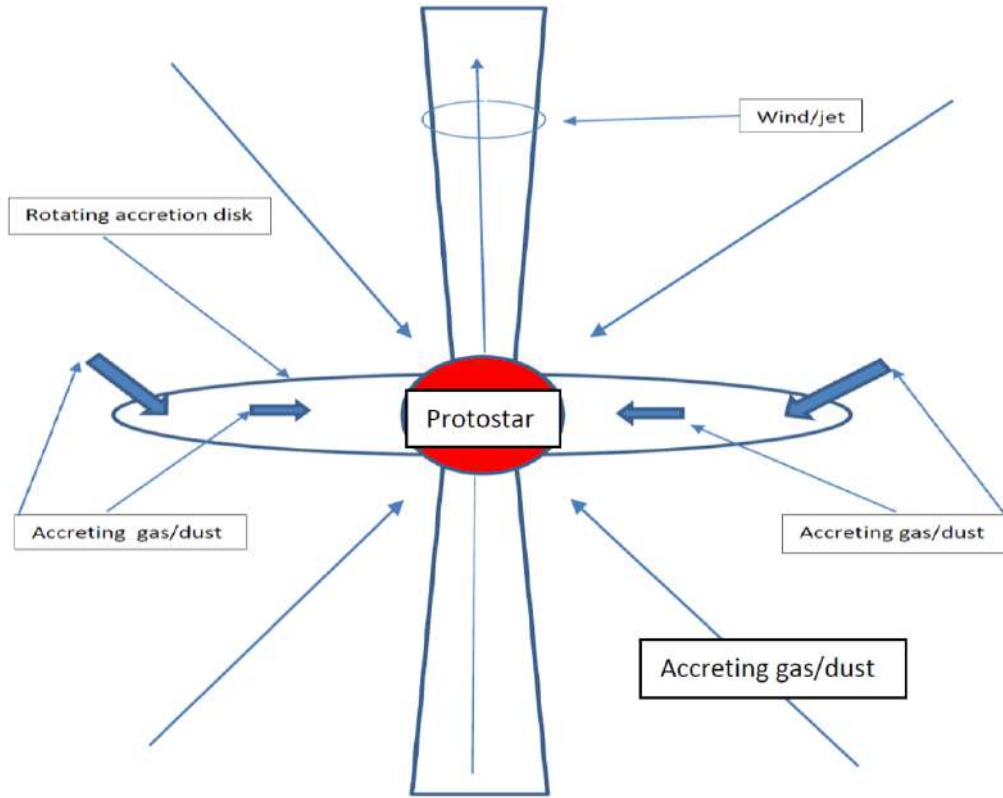 Wind/jet
Rotating accretion disk
Protostar
Accreting gas/dust
Accreting gas/dust
Accreting gas/dust